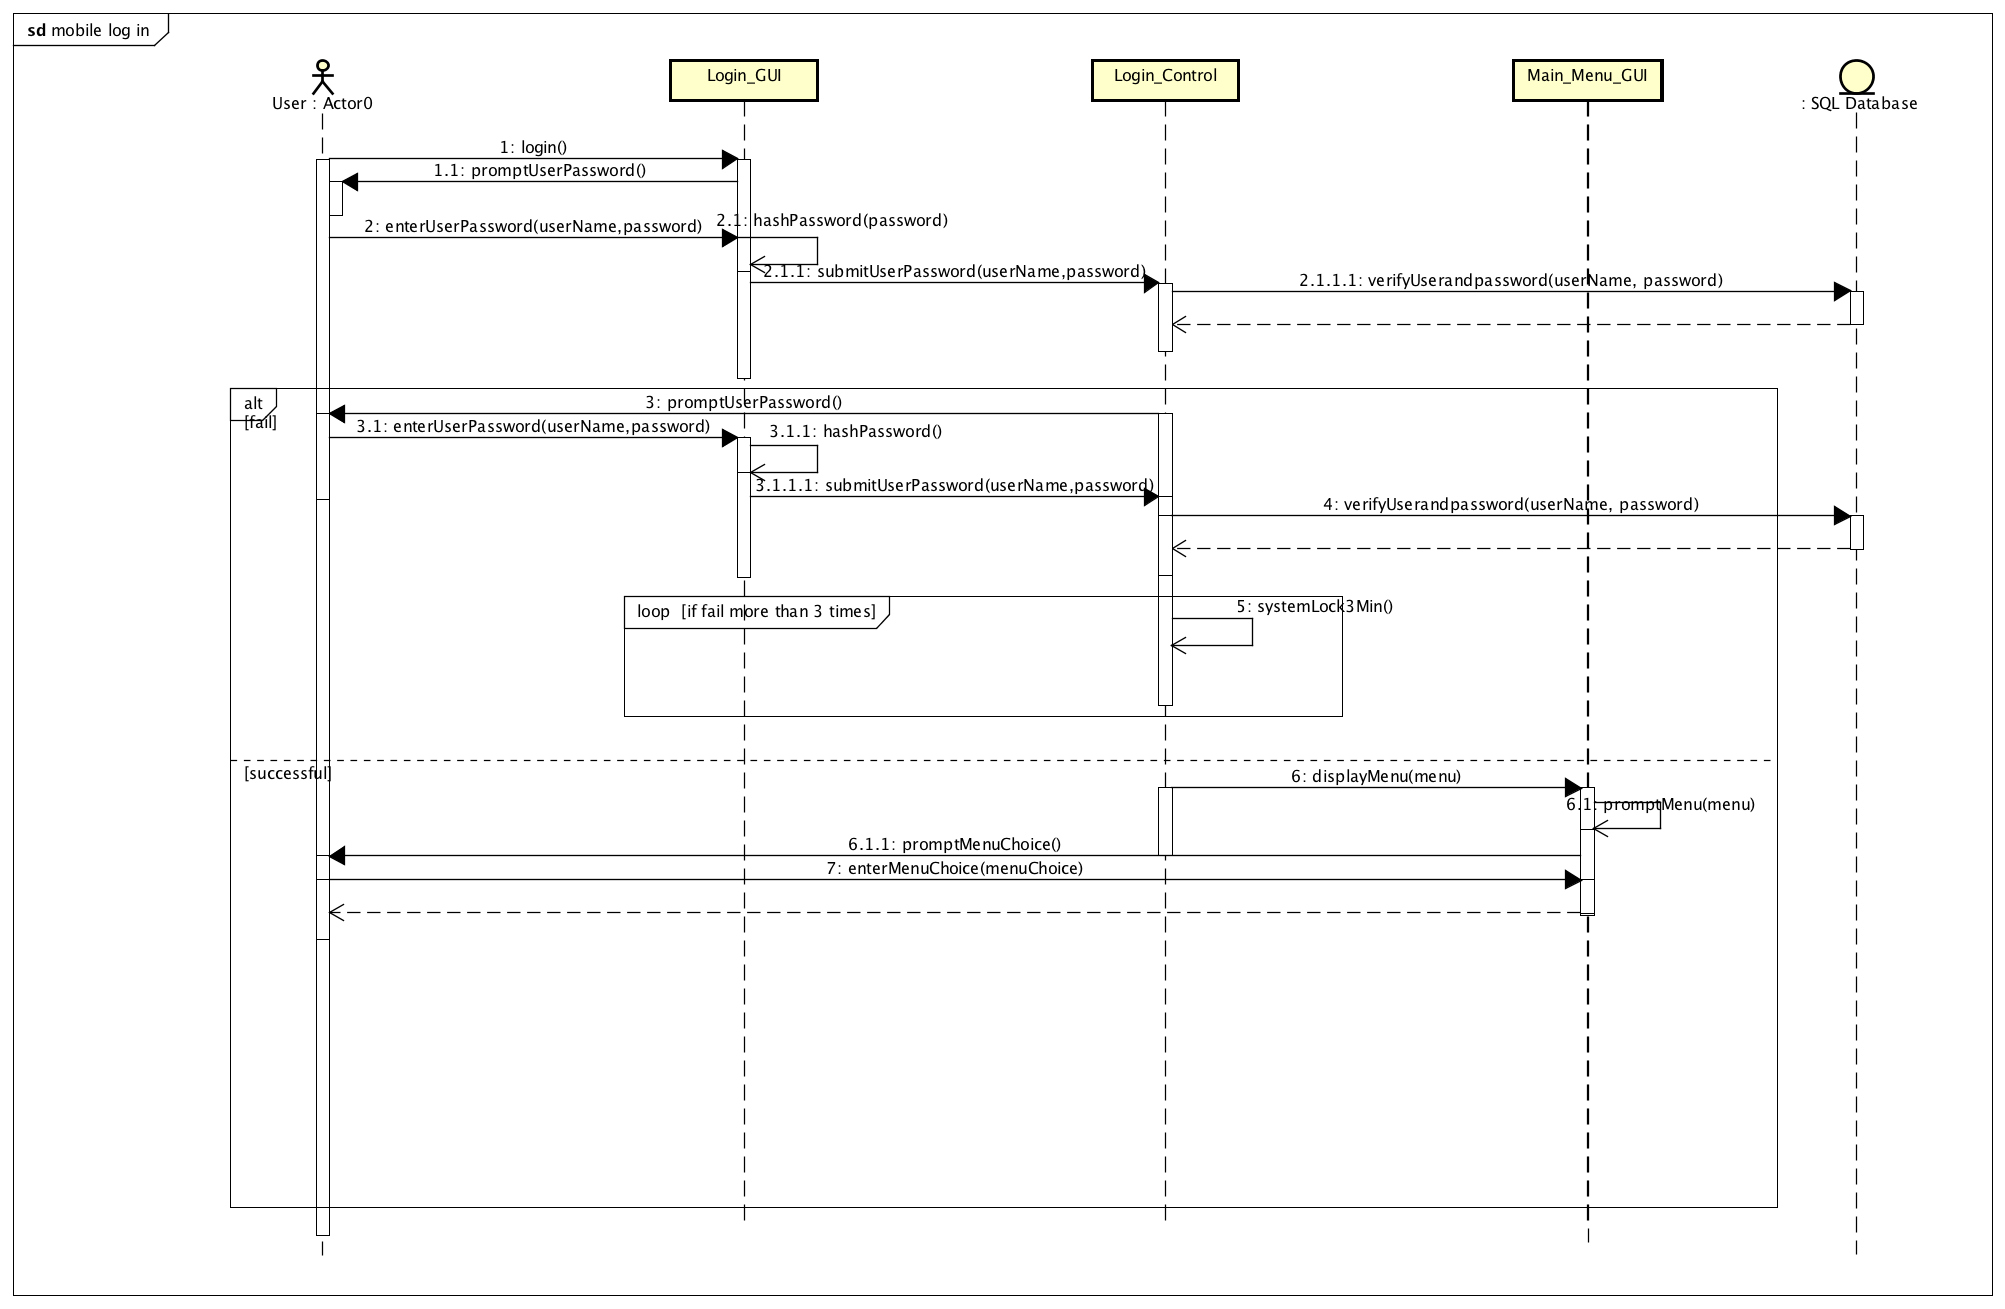 sd mobile log in
User : Actor0
Login_GUI
Login_Control
Main_Menu_GUI
: SQL Database
1: login()
1.1: promptUserPassword()
2: enterUserPassword(userName,password)
2.1: hashPassword(password)
2.1.1: submitUserPassword(userName,password)
2.1.1.1: verifyUserandpassword(userName, password)
alt
[fail]
3: promptUserPassword()
3.1: enterUserPassword(userName,password)
3.1.1: hashPassword()
3.1.1.1: submitUserPassword(userName,password)
4: verifyUserandpassword(userName, password)
loop [if fail more than 3 times]
5: systemLock3Min()
[successful]
6: displayMenu(menu)
6.1: promptMenu(menu)
6.1.1: promptMenuChoice()
7: enterMenuChoice(menuChoice)